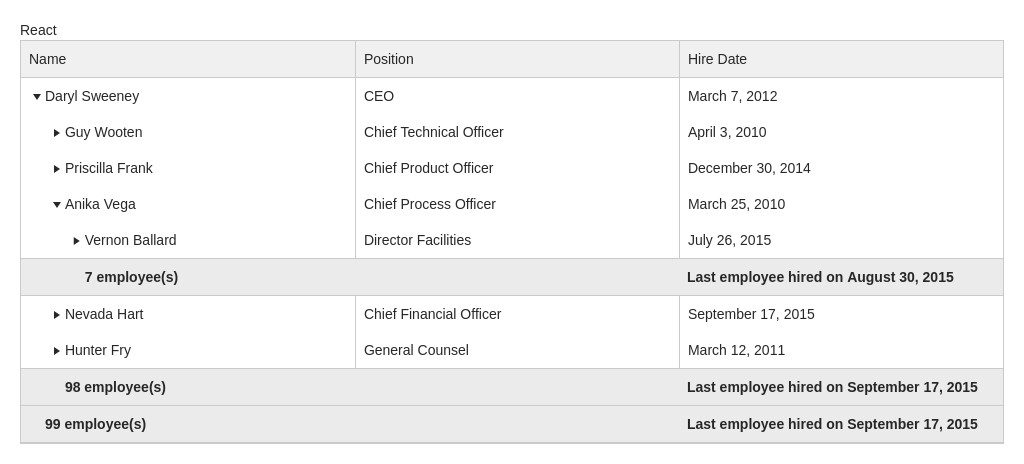 React
Name Position Hire Date
Daryl Sweeney CEO March 7, 2012
Guy Wooten Chief Technical Officer April 3, 2010
Priscilla Frank Chief Product Officer December 30, 2014
Anika Vega Chief Process Officer March 25, 2010
Vernon Ballard Director Facilities July 26, 2015
7 employee(s) Last employee hired on August 30, 2015
Nevada Hart Chief Financial Officer September 17, 2015
Hunter Fry General Counsel March 12, 2011
98 employee(s) Last employee hired on September 17, 2015
99 employee(s) Last employee hired on September 17, 2015